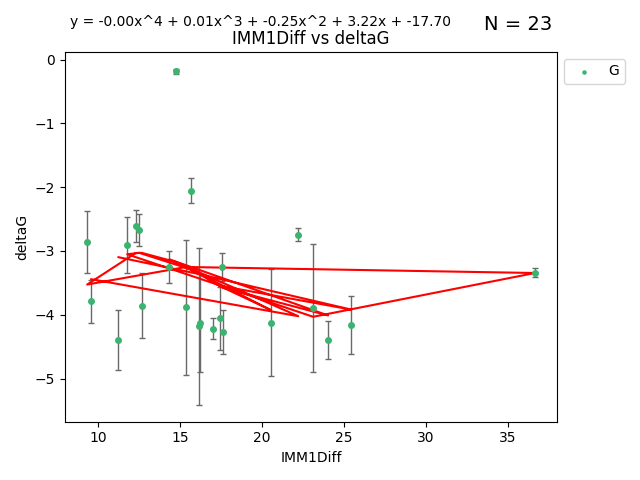 y = -0.00x^4 + 0.01x^3 + -0.25x^2 + 3.22x + -17.70
N = 23
IMM1Diff vs deltaG
G
0
−1
−2
−3
−4
−5
deltaG
10 15 20 25 30 35
IMM1Diff